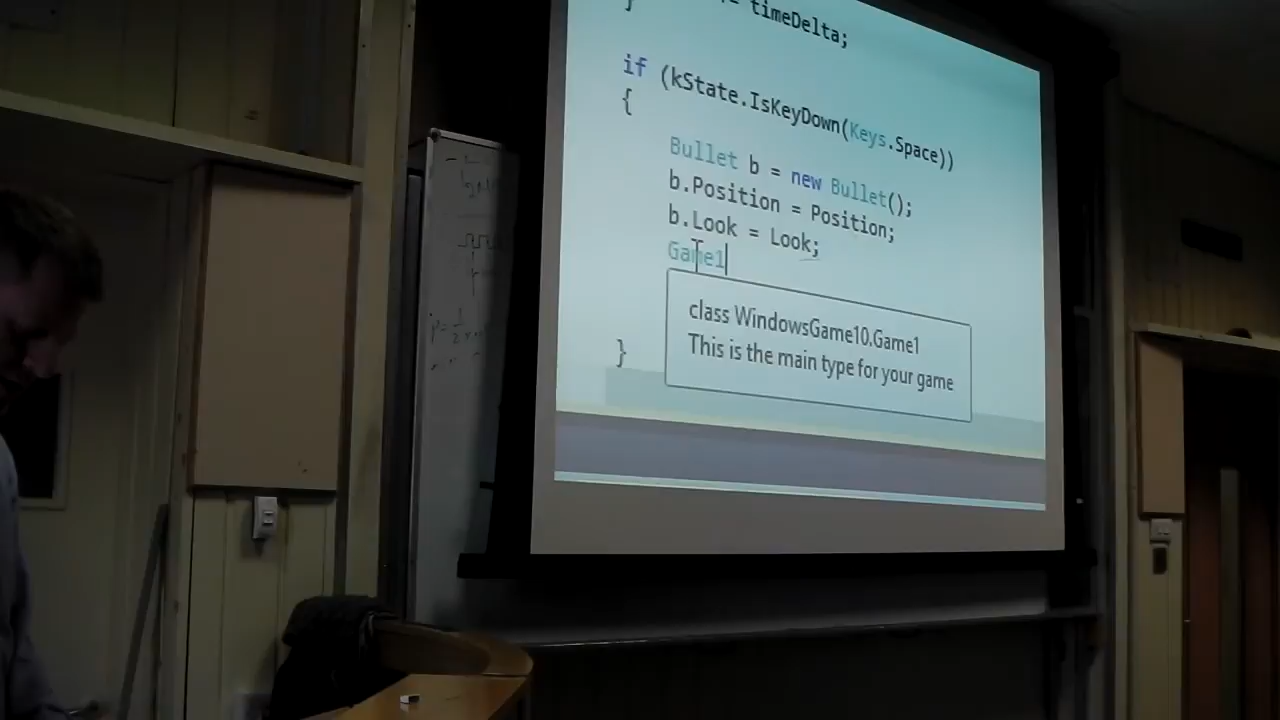 }
timeDelta;
if (kState.IsKeyDown(Keys.Space))
{
Bullet b = new Bullet();
b.Position = Position;
b.Look = Look;
Game1
class WindowsGame10.Game1
This is the main type for your game
}